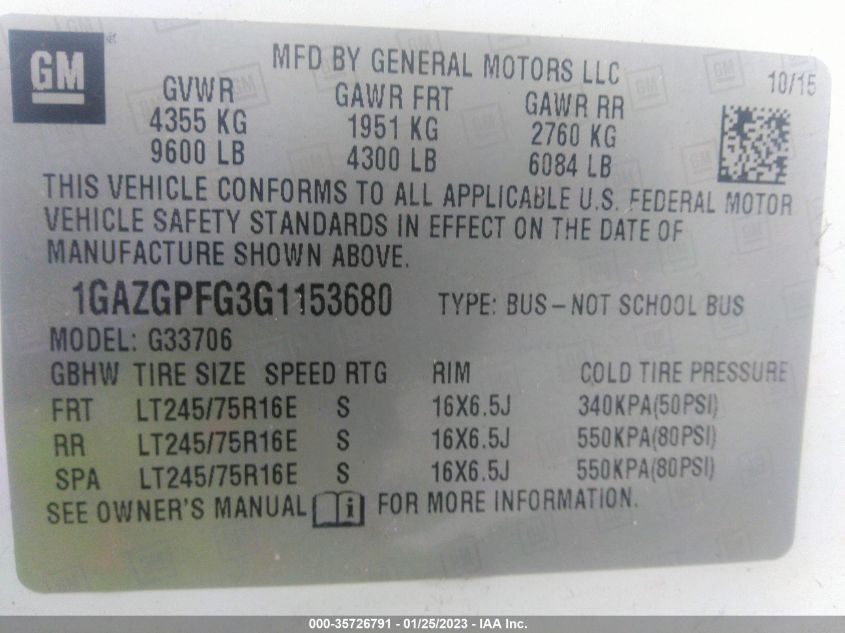 GM
MFD BY GENERAL MOTORS LLC
10/15
GVWR GAWR FRT GAWR RR
4355 KG 1951 KG 2760 KG
9600 LB 4300 LB 6084 LB
THIS VEHICLE CONFORMS TO ALL APPLICABLE U.S. FEDERAL MOTOR
VEHICLE SAFETY STANDARDS IN EFFECT ON THE DATE OF
MANUFACTURE SHOWN ABOVE.
1GAZGPFG3G1153680 TYPE: BUS-NOT SCHOOL BUS
MODEL: G33706
GBHW TIRE SIZE SPEED RTG RIM COLD TIRE PRESSURE
FRT LT245/75R16E S 16X6.5J 340KPA(50PSI)
RR LT245/75R16E S 16X6.5J 550KPA(80PSI)
SPA LT245/75R16E S 16X6.5J 550KPA(80PSI)
SEE OWNER'S MANUAL i FOR MORE INFORMATION.
000-35726791 - 01/25/2023 - IAA Inc.